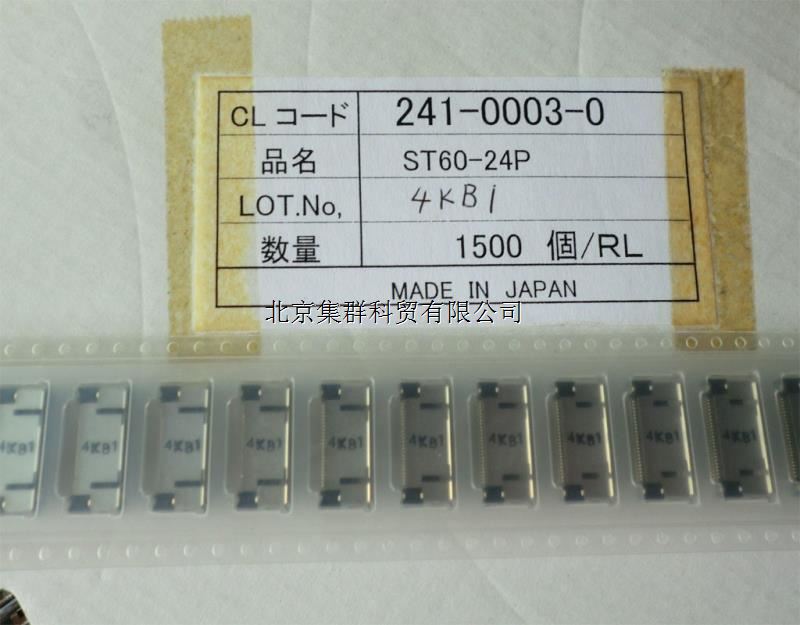 CL コード 241-0003-0
品名 ST60-24P
LOT.No, 4KB1
数量 1500 個/RL
MADE IN JAPAN
北京集群科贸有限公司
4KB1 4KB1 4KB1 4KB1 4KB1 4KB1 4KB1 4KB1 4KB1 4KB1